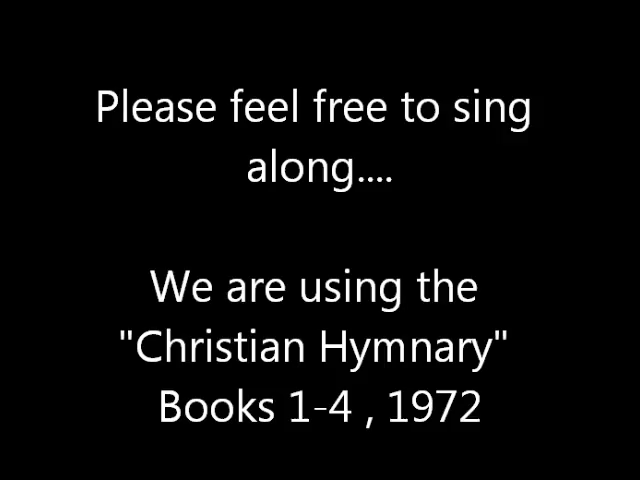 Please feel free to sing
along....
We are using the
"Christian Hymnary"
Books 1-4 , 1972